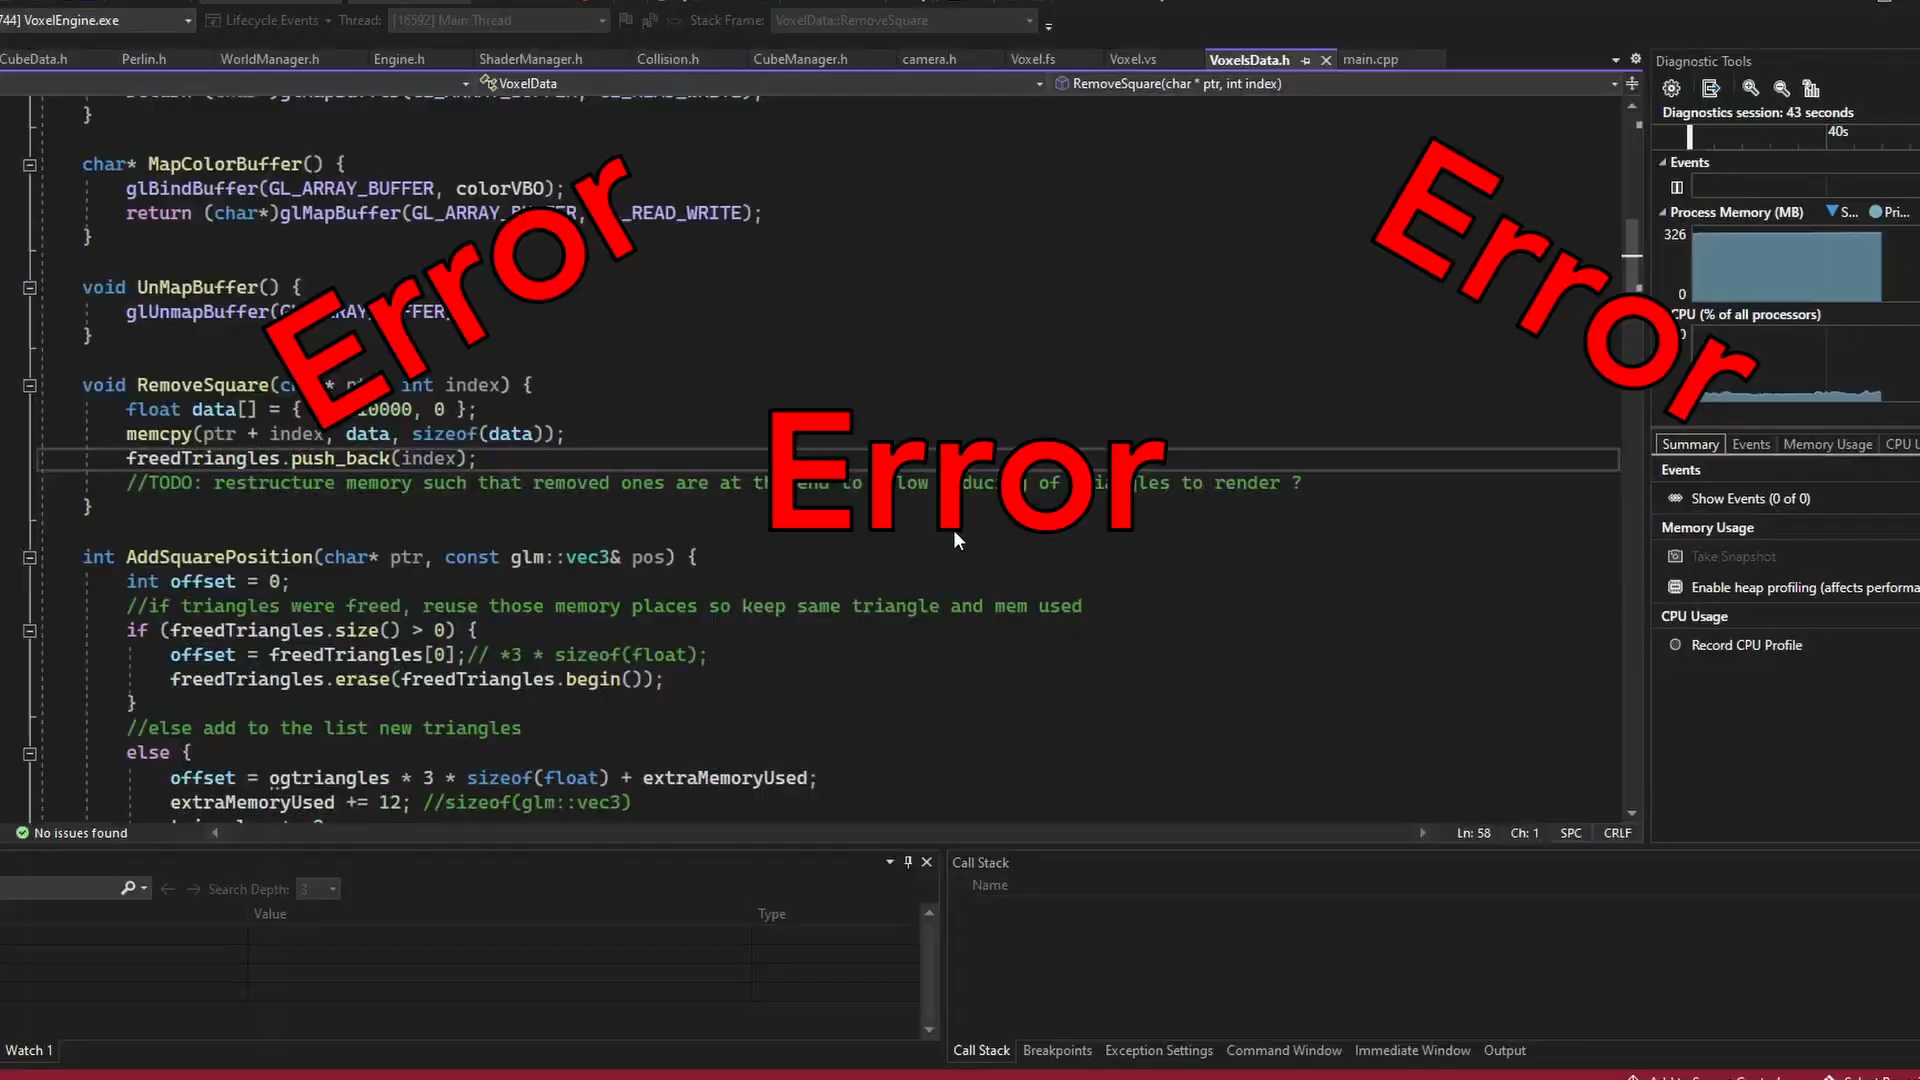 744] VoxelEngine.exe Lifecycle Events Thread: [16592] Main Thread Stack Frame: VoxelData::RemoveSquare
CubeData.h Perlin.h WorldManager.h Engine.h ShaderManager.h Collision.h CubeManager.h camera.h Voxel.fs Voxel.vs VoxelsData.h main.cpp
VoxelData RemoveSquare(char * ptr, int index)
}
char* MapColorBuffer() {
glBindBuffer(GL_ARRAY_BUFFER, colorVBO);
return (char*)glMapBuffer(GL_ARRAY_ _READ_WRITE);
}
void UnMapBuffer() {
glUnmapBuffer(
}
void RemoveSquare( int index) {
float data[] = { 0 };
memcpy(ptr + index, data, sizeof(data));
freedTriangles.push_back(index);
//TODO: restructure memory such that removed ones are at to of to render ?
}
int AddSquarePosition(char* ptr, const glm::vec3& pos) {
int offset = 0;
//if triangles were freed, reuse those memory places so keep same triangle and mem used
if (freedTriangles.size() > 0) {
offset = freedTriangles[0];// *3 * sizeof(float);
freedTriangles.erase(freedTriangles.begin());
}
//else add to the list new triangles
else {
offset = ogtriangles * 3 * sizeof(float) + extraMemoryUsed;
extraMemoryUsed += 12; //sizeof(glm::vec3)
Error
Error
Error
No issues found Ln: 58 Ch: 1 SPC CRLF
Diagnostic Tools
Diagnostics session: 43 seconds
40s
Events
Process Memory (MB) S... Pri...
326
0
CPU (% of all processors)
Summary Events Memory Usage CPU U
Events
Show Events (0 of 0)
Memory Usage
Take Snapshot
Enable heap profiling (affects performa
CPU Usage
Record CPU Profile
Search Depth: 3
Value Type
Watch 1
Call Stack
Name
Call Stack Breakpoints Exception Settings Command Window Immediate Window Output